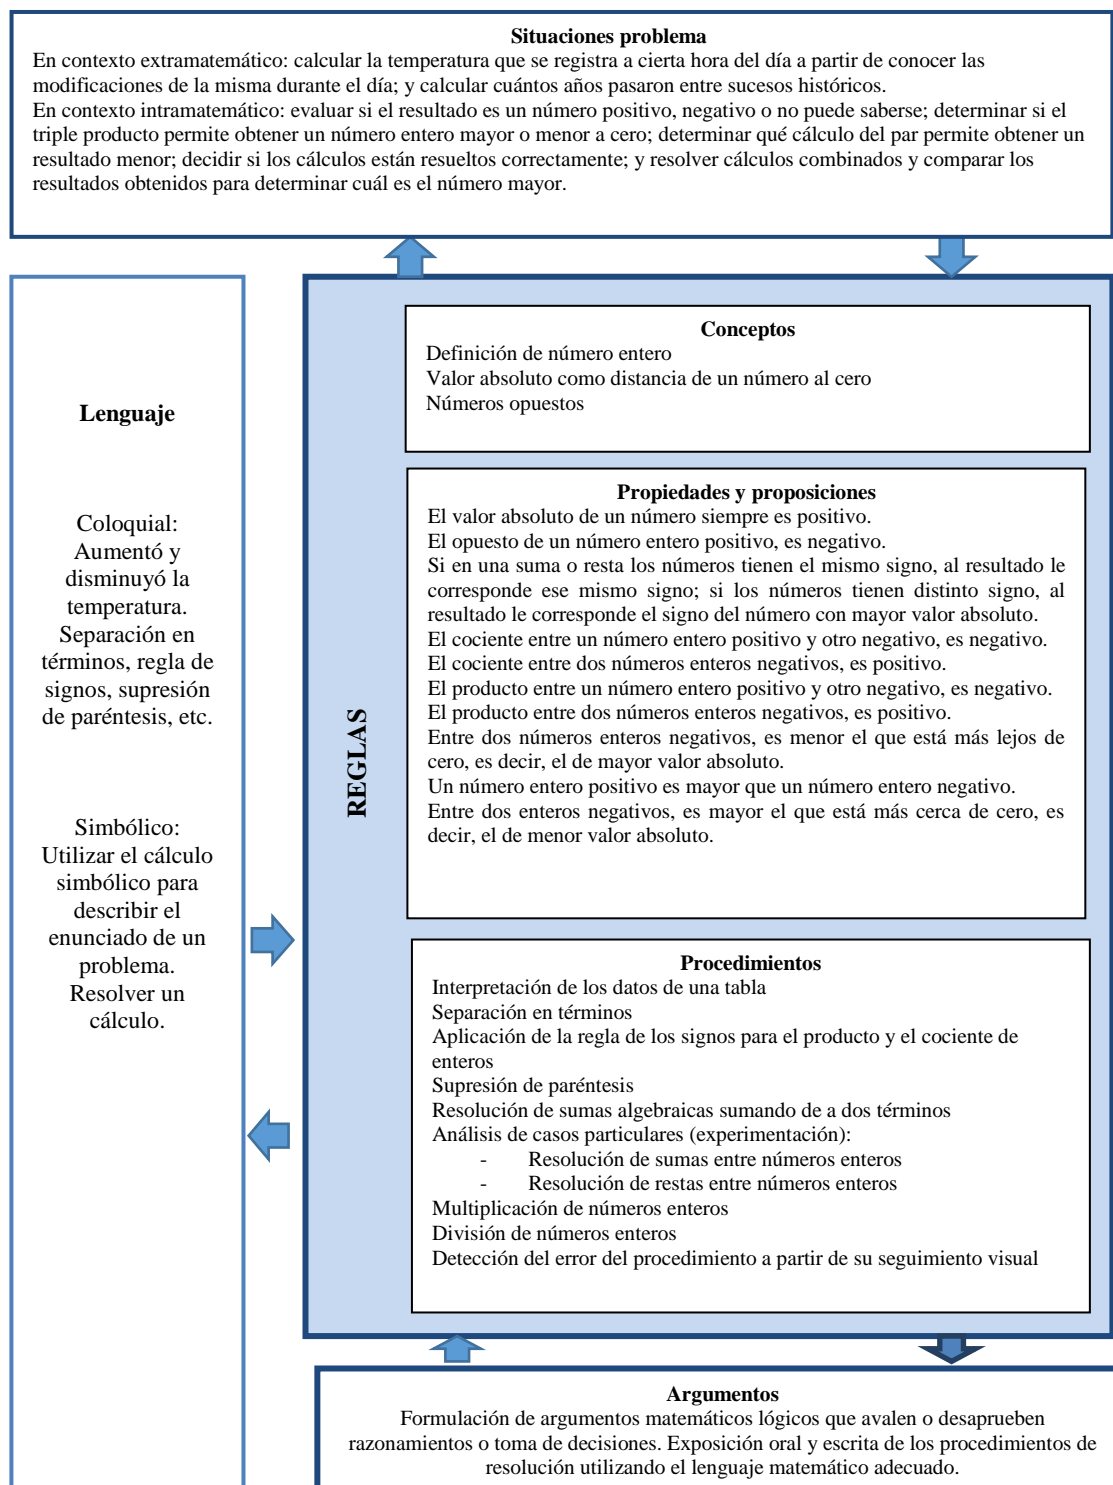 Situaciones problema
En contexto extramatemático: calcular la temperatura que se registra a cierta hora del día a partir de conocer las
modificaciones de la misma durante el día; y calcular cuántos años pasaron entre sucesos históricos.
En contexto intramatemático: evaluar si el resultado es un número positivo, negativo o no puede saberse; determinar si el
triple producto permite obtener un número entero mayor o menor a cero; determinar qué cálculo del par permite obtener un
resultado menor; decidir si los cálculos están resueltos correctamente; y resolver cálculos combinados y comparar los
resultados obtenidos para determinar cuál es el número mayor.
Lenguaje
Coloquial:
Aumentó y
disminuyó la
temperatura.
Separación en
términos, regla de
signos, supresión
de paréntesis, etc.
Simbólico:
Utilizar el cálculo
simbólico para
describir el
enunciado de un
problema.
Resolver un
cálculo.
REGLAS
Conceptos
Definición de número entero
Valor absoluto como distancia de un número al cero
Números opuestos
Propiedades y proposiciones
El valor absoluto de un número siempre es positivo.
El opuesto de un número entero positivo, es negativo.
Si en una suma o resta los números tienen el mismo signo, al resultado le
corresponde ese mismo signo; si los números tienen distinto signo, al
resultado le corresponde el signo del número con mayor valor absoluto.
El cociente entre un número entero positivo y otro negativo, es negativo.
El cociente entre dos números enteros negativos, es positivo.
El producto entre un número entero positivo y otro negativo, es negativo.
El producto entre dos números enteros negativos, es positivo.
Entre dos números enteros negativos, es menor el que está más lejos de
cero, es decir, el de mayor valor absoluto.
Un número entero positivo es mayor que un número entero negativo.
Entre dos enteros negativos, es mayor el que está más cerca de cero, es
decir, el de menor valor absoluto.
Procedimientos
Interpretación de los datos de una tabla
Separación en términos
Aplicación de la regla de los signos para el producto y el cociente de
enteros
Supresión de paréntesis
Resolución de sumas algebraicas sumando de a dos términos
Análisis de casos particulares (experimentación):
- Resolución de sumas entre números enteros
- Resolución de restas entre números enteros
Multiplicación de números enteros
División de números enteros
Detección del error del procedimiento a partir de su seguimiento visual
Argumentos
Formulación de argumentos matemáticos lógicos que avalen o desaprueben
razonamientos o toma de decisiones. Exposición oral y escrita de los procedimientos de
resolución utilizando el lenguaje matemático adecuado.